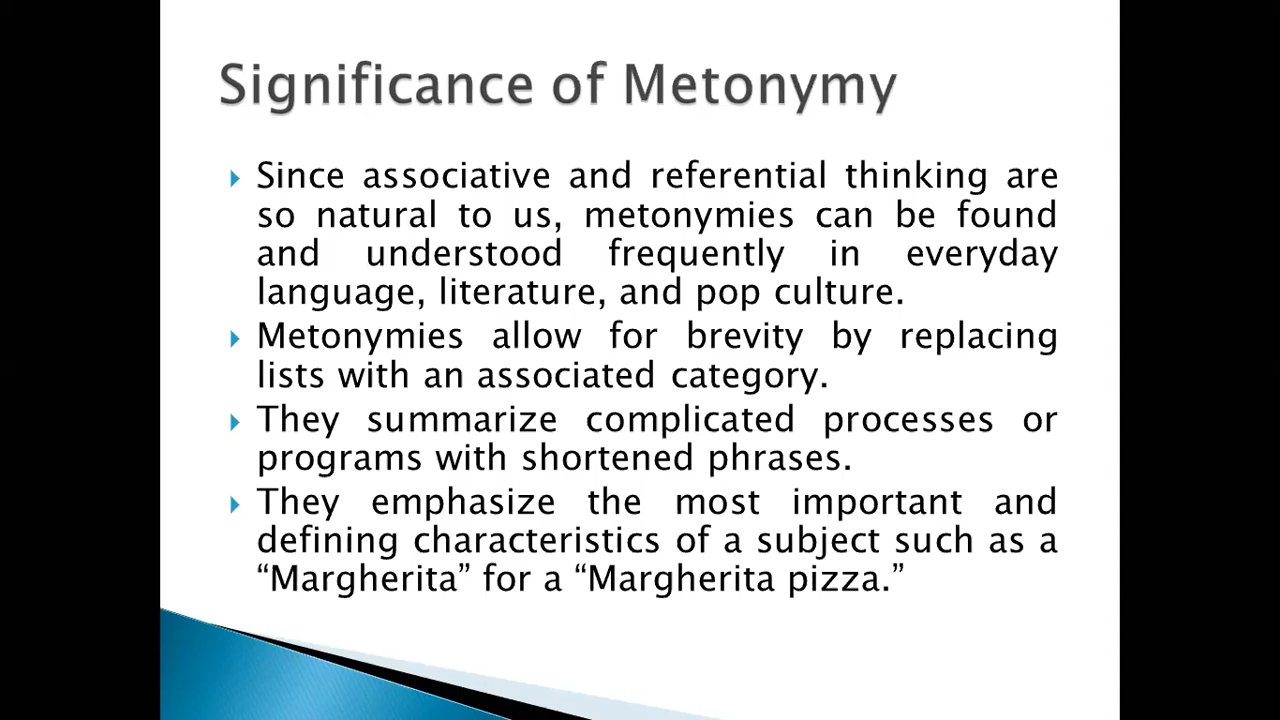 Significance of Metonymy
Since associative and referential thinking are
so natural to us, metonymies can be found
and understood frequently in everyday
language, literature, and pop culture.
Metonymies allow for brevity by replacing
lists with an associated category.
They summarize complicated processes or
programs with shortened phrases.
They emphasize the most important and
defining characteristics of a subject such as a
“Margherita” for a “Margherita pizza.”